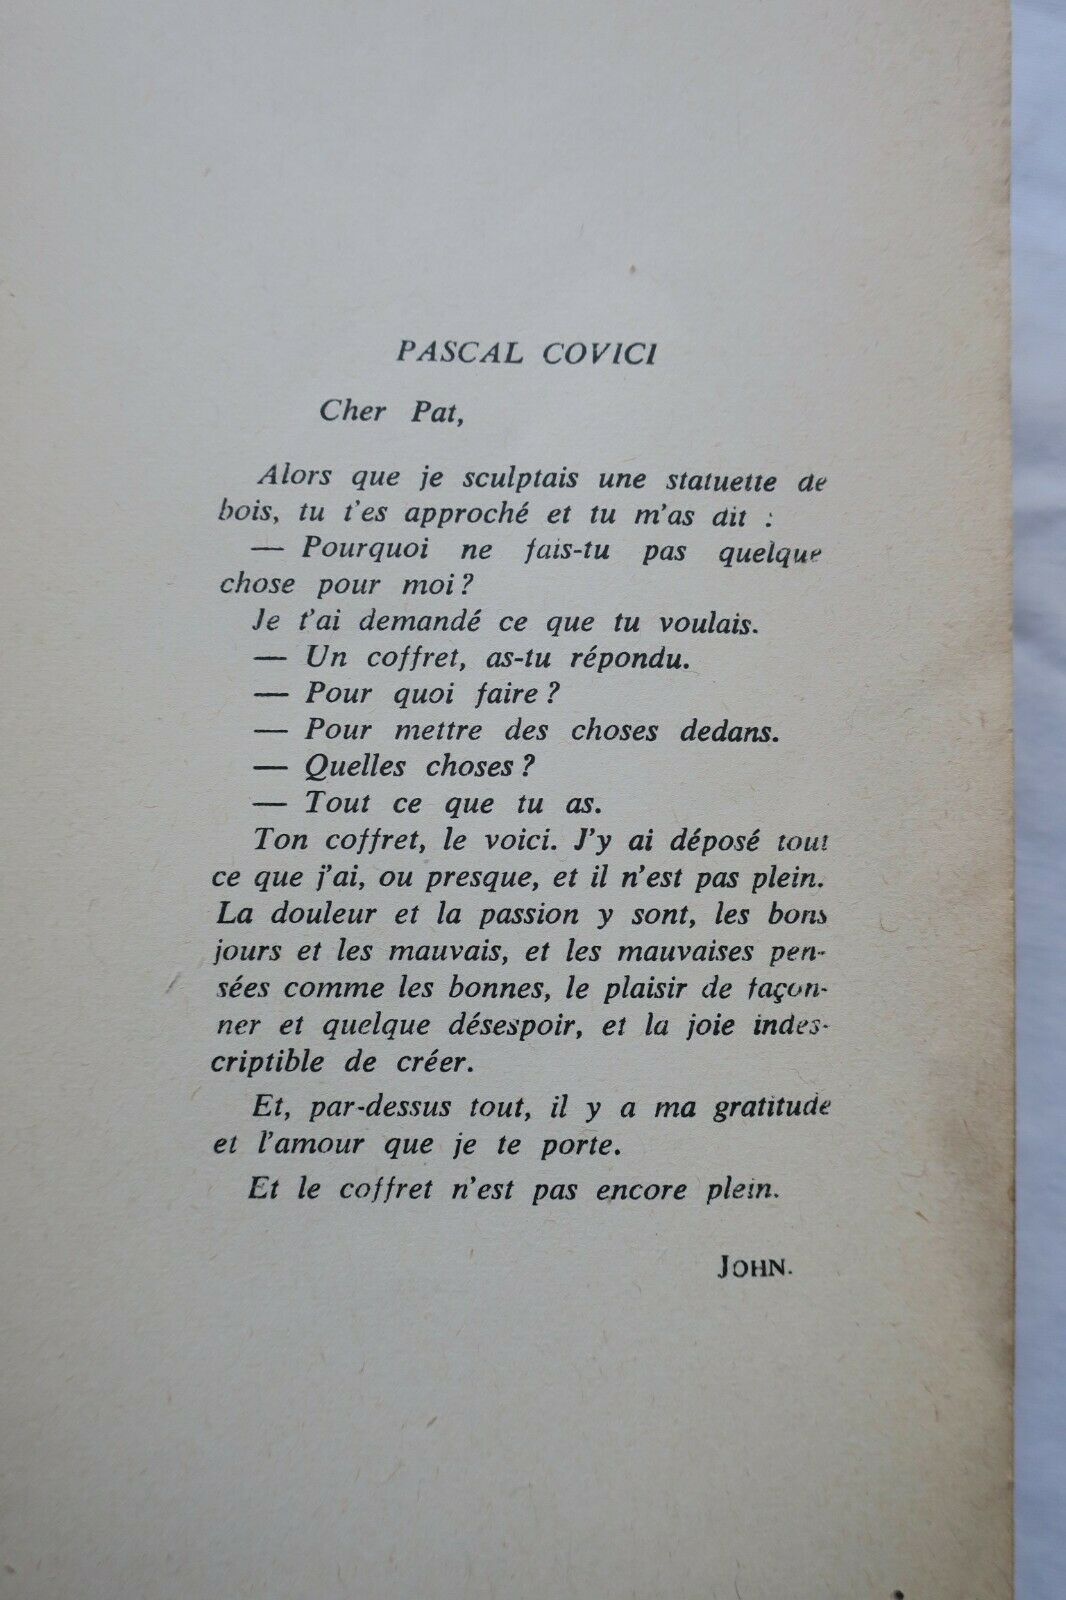 PASCAL COVICI
Cher Pat,
Alors que je sculptais une statuette de
bois, tu t'es approché et tu m'as dit :
— Pourquoi ne fais-tu pas quelque
chose pour moi ?
Je t'ai demandé ce que tu voulais.
— Un coffret, as-tu répondu.
— Pour quoi faire ?
— Pour mettre des choses dedans.
— Quelles choses ?
— Tout ce que tu as.
Ton coffret, le voici. J'y ai déposé tout
ce que j'ai, ou presque, et il n'est pas plein.
La douleur et la passion y sont, les bons
jours et les mauvais, et les mauvaises pen-
sées comme les bonnes, le plaisir de façon-
ner et quelque désespoir, et la joie indes-
criptible de créer.
Et, par-dessus tout, il y a ma gratitude
et l'amour que je te porte.
Et le coffret n'est pas encore plein.
JOHN.